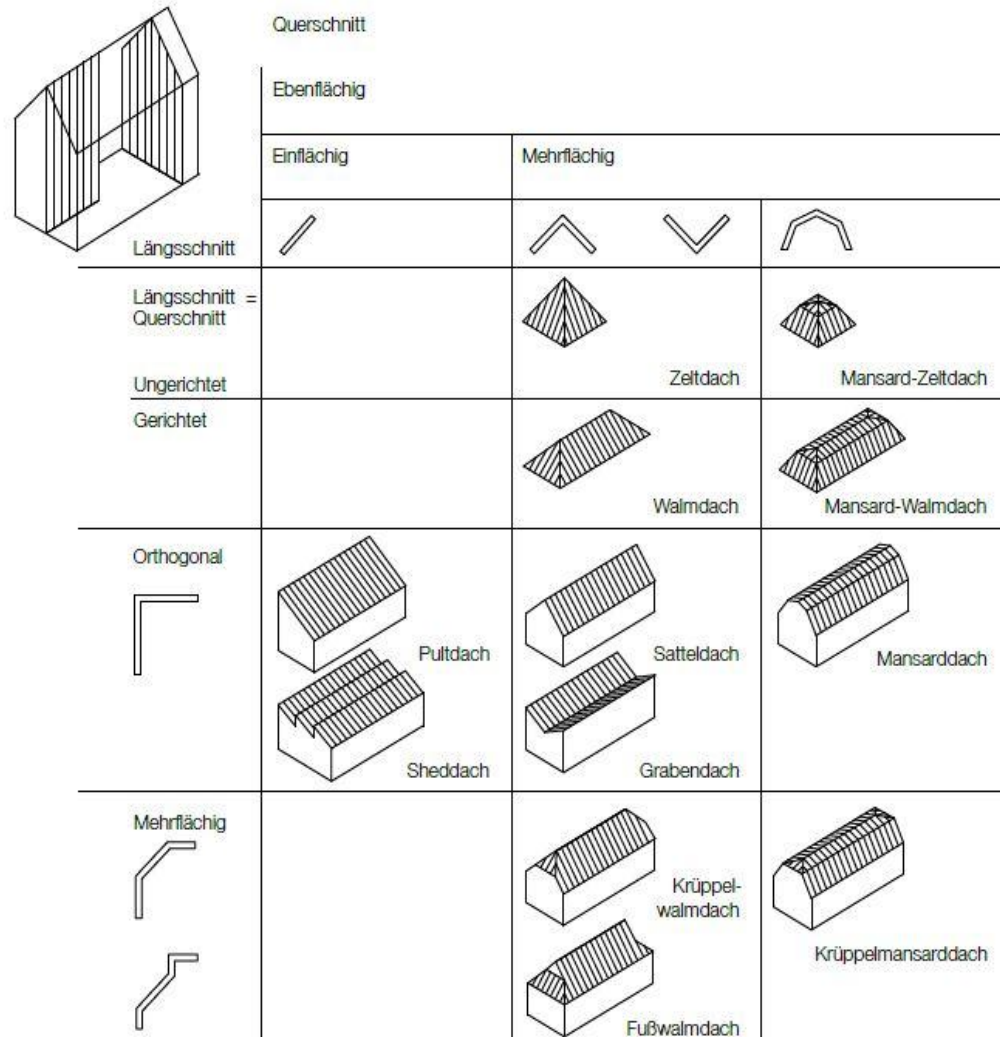 Querschnitt
Ebenflächig
Einflächig
Mehrflächig
Längsschnitt
Längsschnitt =
Querschnitt
Ungerichtet
Zeltdach
Mansard-Zeltdach
Gerichtet
Walmdach
Mansard-Walmdach
Orthogonal
Pultdach
Satteldach
Mansarddach
Sheddach
Grabendach
Mehrflächig
Krüppel-
walmdach
Krüppelmansarddach
Fußwalmdach